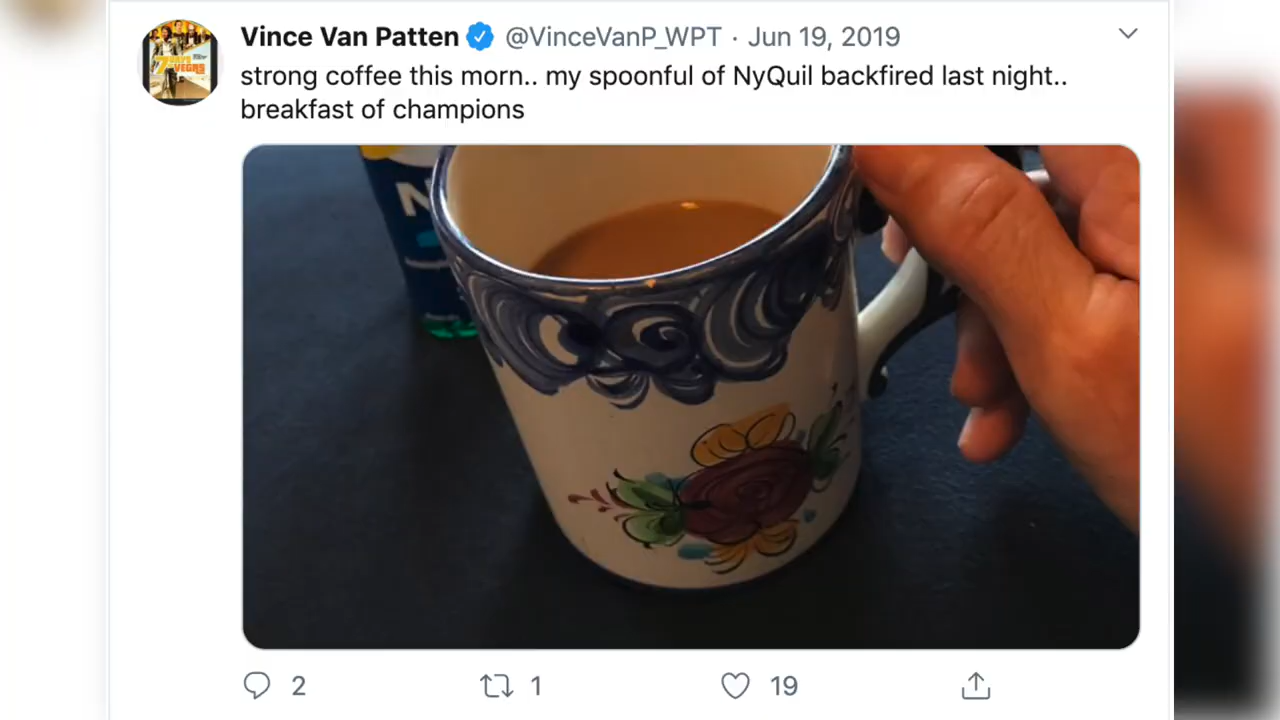 Vince Van Patten @VinceVanP_WPT · Jun 19, 2019
strong coffee this morn.. my spoonful of NyQuil backfired last night..
breakfast of champions
N
2 1 19